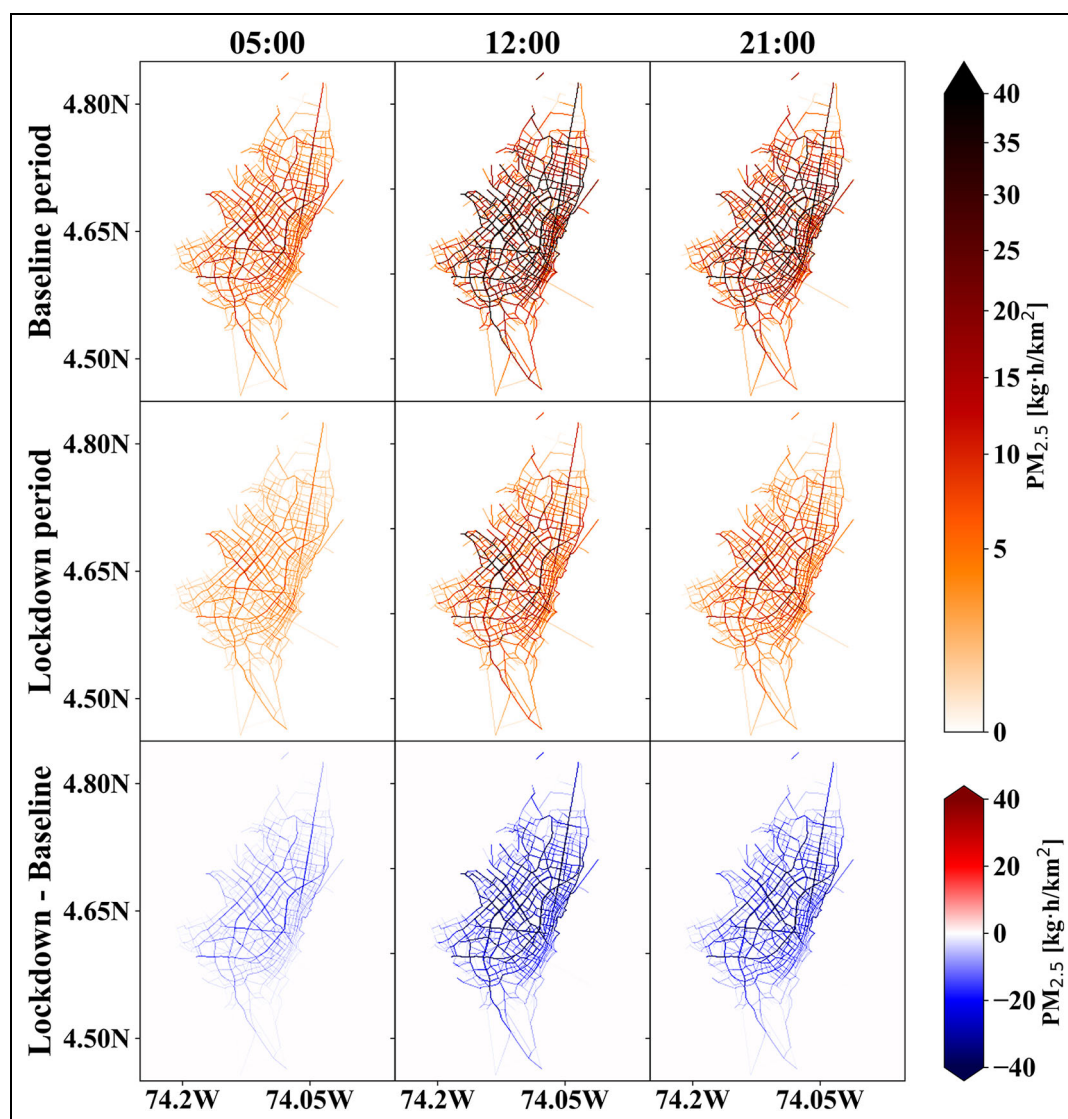 05:00 12:00 21:00
Baseline period
4.80N
4.65N
4.50N
Lockdown period
4.80N
4.65N
4.50N
Lockdown - Baseline
4.80N
4.65N
4.50N
74.2W 74.05W 74.2W 74.05W 74.2W 74.05W
40
35
30
25
20
15
10
5
0
PM₂.₅ [kg·h/km²]
40
20
0
−20
−40
PM₂.₅ [kg·h/km²]